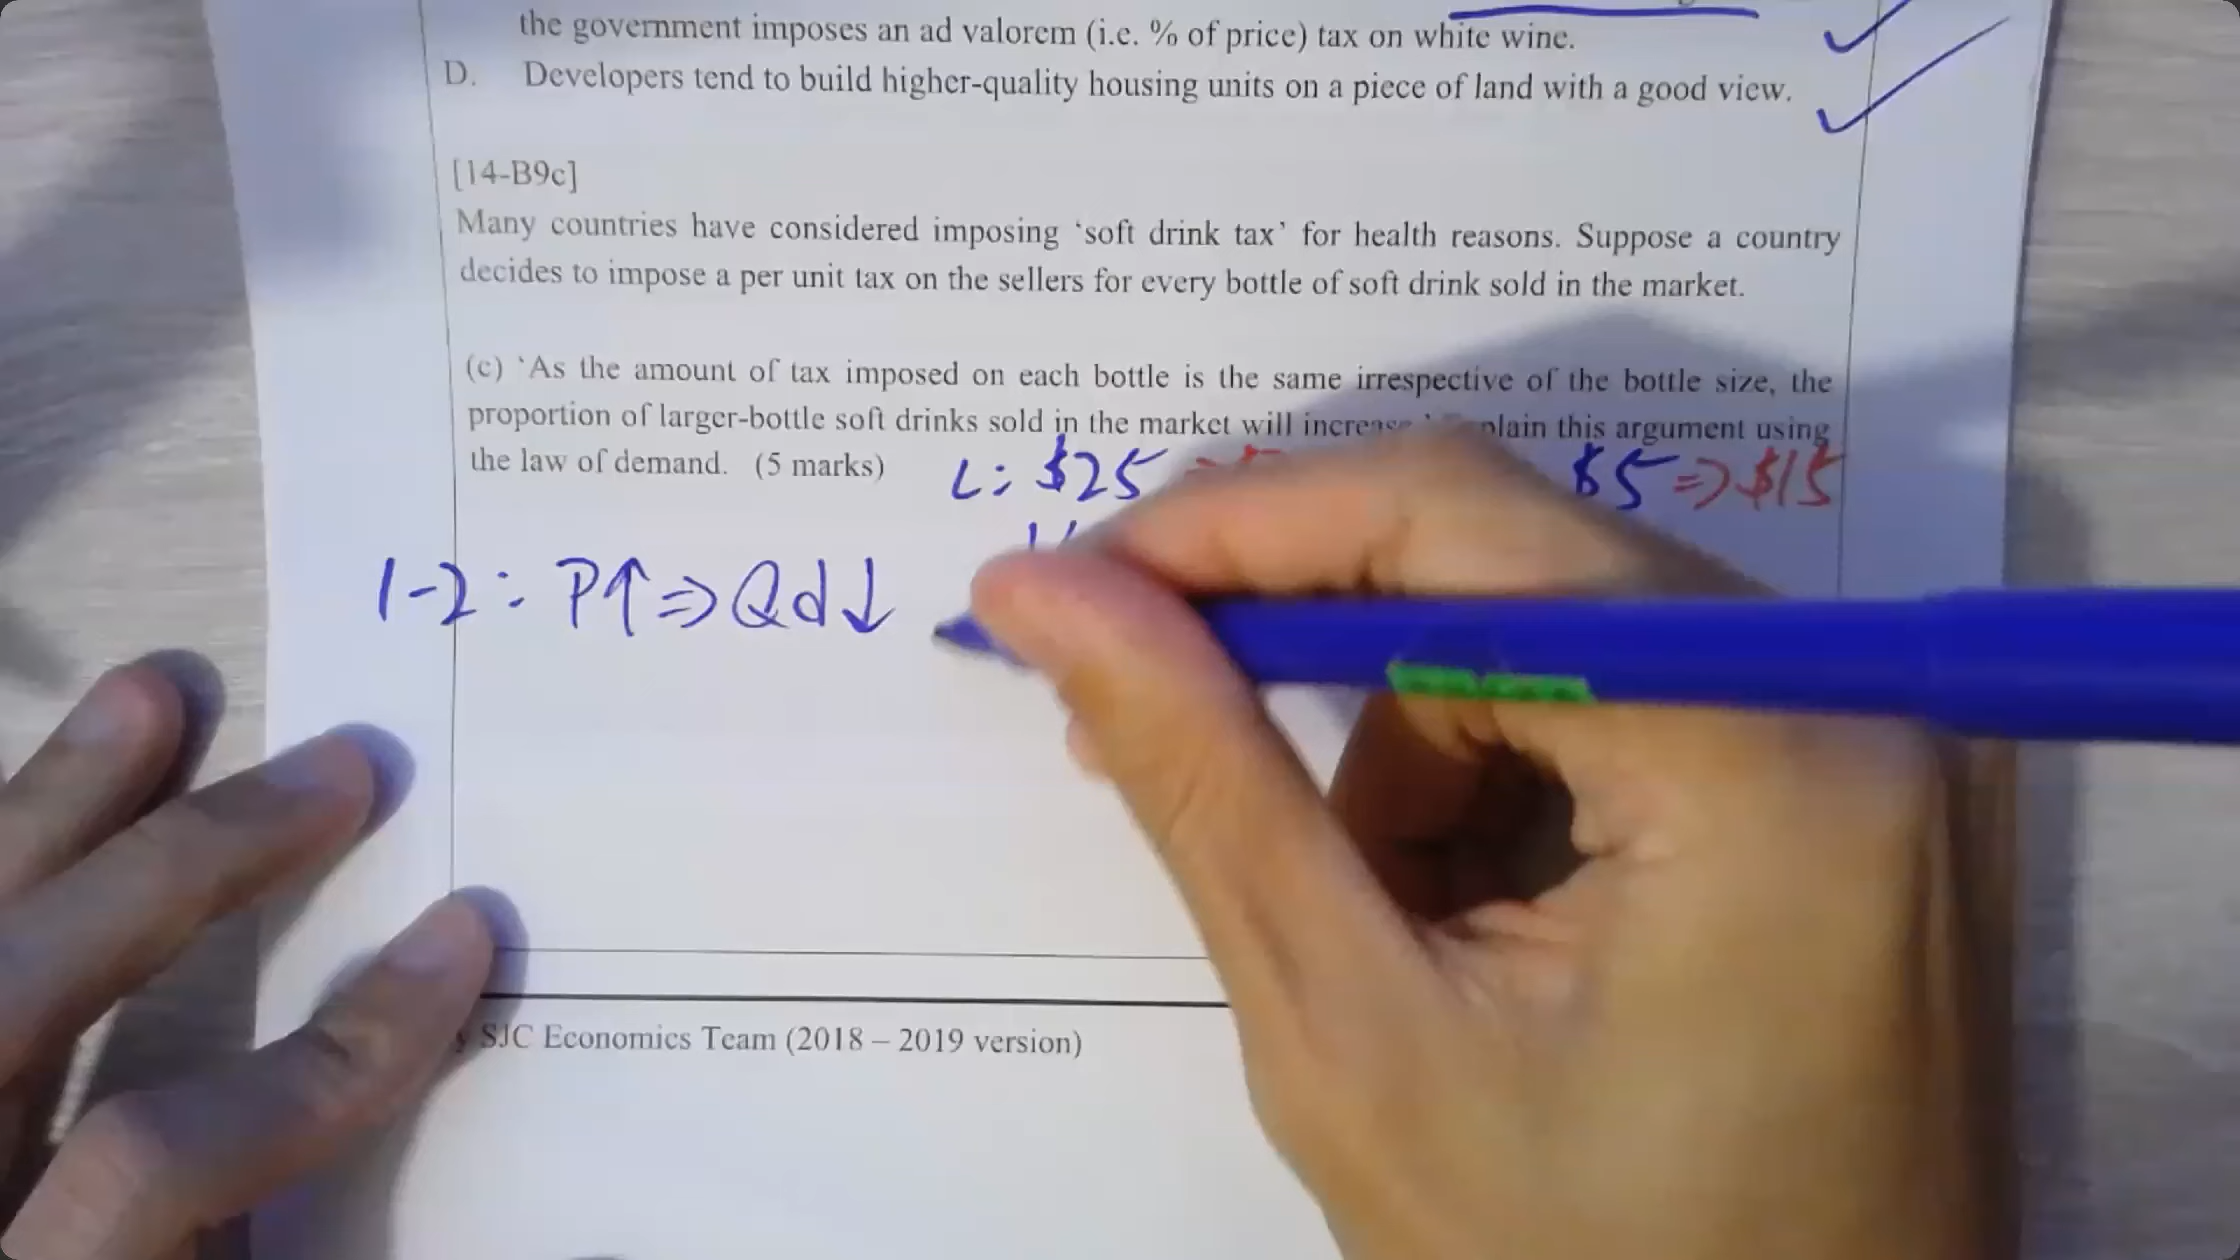 the government imposes an ad valorem (i.e. % of price) tax on white wine.
D. Developers tend to build higher-quality housing units on a piece of land with a good view.
[14-B9c]
Many countries have considered imposing ‘soft drink tax’ for health reasons. Suppose a country
decides to impose a per unit tax on the sellers for every bottle of soft drink sold in the market.
(c) ‘As the amount of tax imposed on each bottle is the same irrespective of the bottle size, the
proportion of larger-bottle soft drinks sold in the market will increase this argument using
the law of demand. (5 marks) L: $25 $5 ⇒ $15
1-2: P↑ ⇒ Qd↓
SJC Economics Team (2018 – 2019 version)